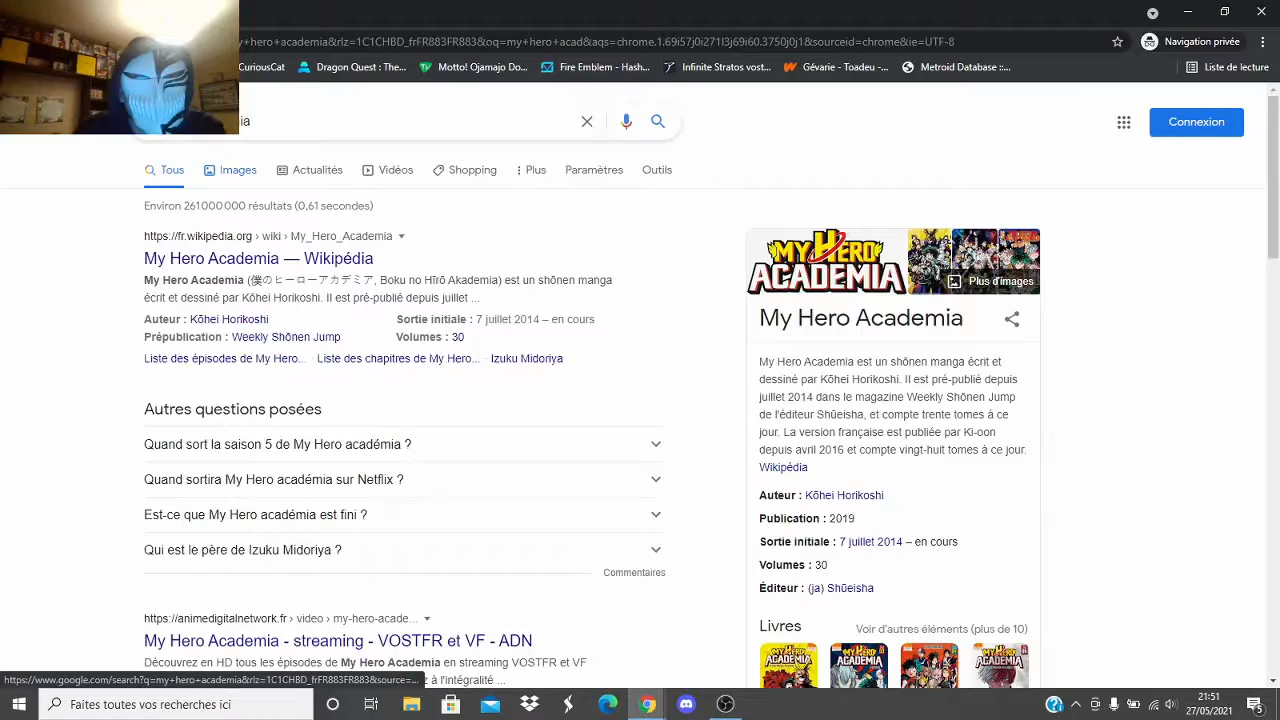 y+hero+academia&rlz=1C1CHBD_frFR883FR883&oq=my+hero+acad&aqs=chrome.1.69i57j0i271l3j69i60.3750j0j1&sourceid=chrome&ie=UTF-8
Navigation privée
CuriousCat
Dragon Quest : The...
Motto! Ojamajo Do...
Fire Emblem - Hash...
Infinite Stratos vost...
Gévarie - Toadeu -...
Metroid Database ::...
Liste de lecture
ia
Connexion
Tous
Images
Actualités
Vidéos
Shopping
Plus
Paramètres
Outils
Environ 261 000 000 résultats (0,61 secondes)
https://fr.wikipedia.org › wiki › My_Hero_Academia
My Hero Academia — Wikipédia
My Hero Academia (僕のヒーローアカデミア, Boku no Hīrō Akademia) est un shōnen manga
écrit et dessiné par Kōhei Horikoshi. Il est pré-publié depuis juillet ...
Auteur : Kōhei Horikoshi
Sortie initiale : 7 juillet 2014 – en cours
Prépublication : Weekly Shōnen Jump
Volumes : 30
Liste des épisodes de My Hero... · Liste des chapitres de My Hero... · Izuku Midoriya
Autres questions posées
Quand sort la saison 5 de My Hero académia ?
Quand sortira My Hero académia sur Netflix ?
Est-ce que My Hero académia est fini ?
Qui est le père de Izuku Midoriya ?
Commentaires
https://animedigitalnetwork.fr › video › my-hero-acade...
My Hero Academia - streaming - VOSTFR et VF - ADN
Découvrez en HD tous les épisodes de My Hero Academia en streaming VOSTFR et VF
z à l'intégralité ...
MY HERO
ACADEMIA
Plus d'images
My Hero Academia
My Hero Academia est un shōnen manga écrit et
dessiné par Kōhei Horikoshi. Il est pré-publié depuis
juillet 2014 dans le magazine Weekly Shōnen Jump
de l'éditeur Shūeisha, et compte trente tomes à ce
jour. La version française est publiée par Ki-oon
depuis avril 2016 et compte vingt-huit tomes à ce jour.
Wikipédia
Auteur : Kōhei Horikoshi
Publication : 2019
Sortie initiale : 7 juillet 2014 – en cours
Volumes : 30
Éditeur : (ja) Shūeisha
Livres
Voir d'autres éléments (plus de 10)
MY HERO ACADEMIA
MY HERO ACADEMIA
MY HERO ACADEMIA
MY HERO ACADEMIA
https://www.google.com/search?q=my+hero+academia&rlz=1C1CHBD_frFR883FR883&source=...
Faites toutes vos recherches ici
21:51
27/05/2021